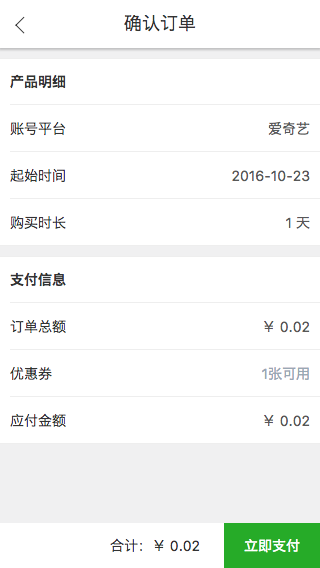 确认订单
产品明细
账号平台 爱奇艺
起始时间 2016-10-23
购买时长 1 天
支付信息
订单总额 ￥ 0.02
优惠券 1张可用
应付金额 ￥ 0.02
合计：￥ 0.02 立即支付